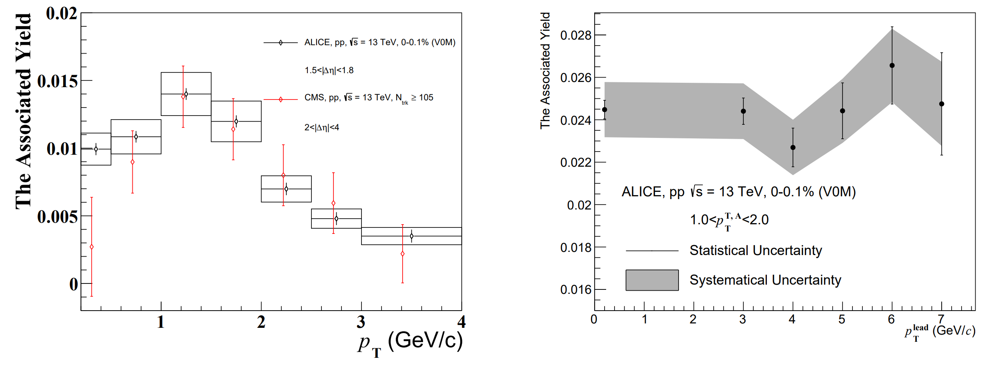 The Associated Yield
0.02
0.015
0.01
0.005
0
ALICE, pp, √s = 13 TeV, 0-0.1% (V0M)
1.5<|Δη|<1.8
CMS, pp, √s = 13 TeV, Ntrk ≥ 105
2<|Δη|<4
1 2 3 4
pT (GeV/c)
The Associated Yield
0.028
0.026
0.024
0.022
0.02
0.018
0.016
ALICE, pp √s = 13 TeV, 0-0.1% (V0M)
1.0<pT T, A<2.0
Statistical Uncertainty
Systematical Uncertainty
0 1 2 3 4 5 6 7
pT lead (GeV/c)